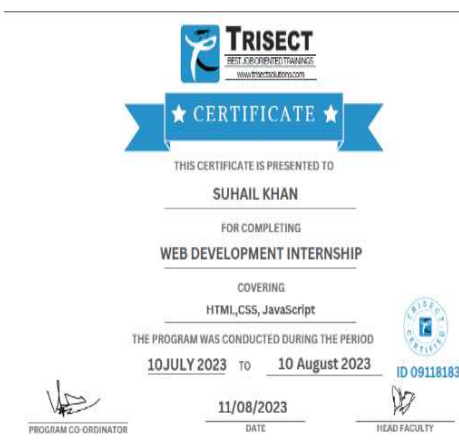 TRISECT
BEST JOB ORIENTED TRAININGS
www.trisectsolutions.com
★ CERTIFICATE ★
THIS CERTIFICATE IS PRESENTED TO
SUHAIL KHAN
FOR COMPLETING
WEB DEVELOPMENT INTERNSHIP
COVERING
HTML,CSS, JavaScript
THE PROGRAM WAS CONDUCTED DURING THE PERIOD
10JULY 2023 TO 10 August 2023
TRISECT CERTIFIED
ID 09118183
11/08/2023
PROGRAM CO-ORDINATOR
DATE
HEAD FACULTY